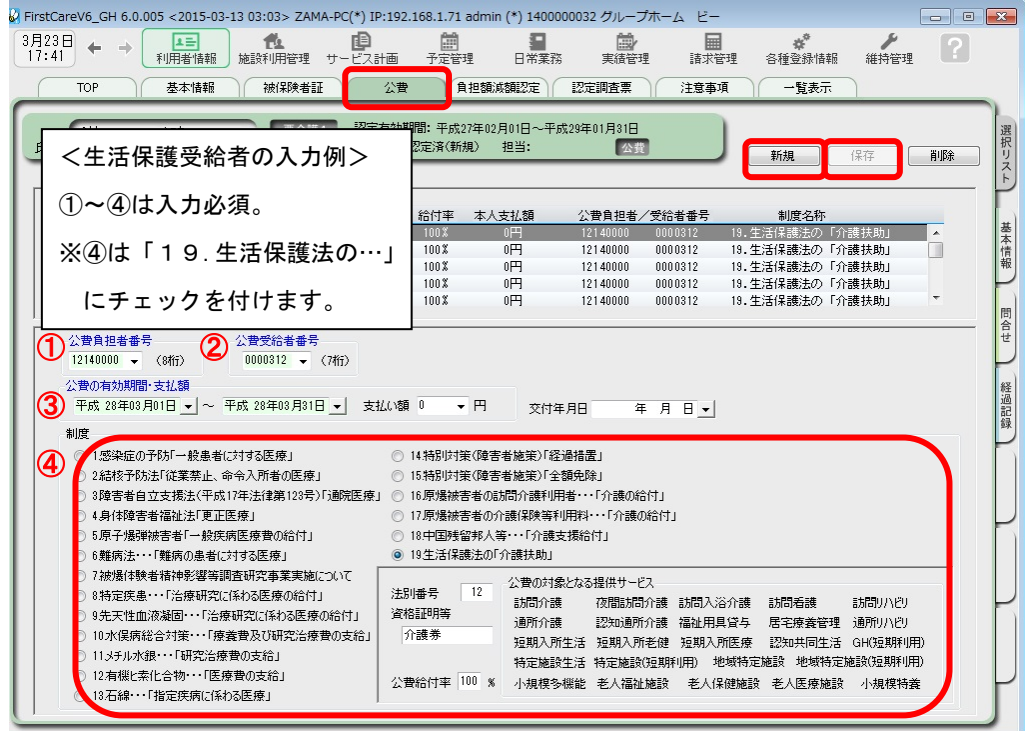 FirstCareV6_GH 6.0.005 <2015-03-13 03:03> ZAMA-PC(*) IP:192.168.1.71 admin (*) 1400000032 グループホーム ビー
3月23日
17:41
利用者情報 施設利用管理 サービス計画 予定管理 日常業務 実績管理 請求管理 各種登録情報 維持管理
TOP 基本情報 被保険者証 公費 負担額減額認定 認定調査票 注意事項 一覧表示
平成27年02月01日～平成29年01月31日
認定済(新規) 担当: 公費
新規 保存 削除
選択リスト
基本情報
問合せ
経過記録
＜生活保護受給者の入力例＞
①～④は入力必須。
※④は「１９.生活保護法の…」
にチェックを付けます。
給付率 本人支払額 公費負担者／受給者番号 制度名称
100% 0円 12140000 0000312 19.生活保護法の「介護扶助」
100% 0円 12140000 0000312 19.生活保護法の「介護扶助」
100% 0円 12140000 0000312 19.生活保護法の「介護扶助」
100% 0円 12140000 0000312 19.生活保護法の「介護扶助」
100% 0円 12140000 0000312 19.生活保護法の「介護扶助」
① 公費負担者番号 ② 公費受給者番号
12140000 (8桁) 0000312 (7桁)
公費の有効期間・支払額
③ 平成 28年03月01日 ～ 平成 28年03月31日 支払い額 0 円 交付年月日 年 月 日
制度
④
1.感染症の予防「一般患者に対する医療」
2.結核予防法「従業禁止、命令入所者の医療」
3.障害者自立支援法(平成17年法律第123号)「通院医療」
4.身体障害者福祉法「更正医療」
5.原子爆弾被害者「一般疾病医療費の給付」
6.難病法・・・「難病の患者に対する医療」
7.被爆体験者精神影響等調査研究事業実施について
8.特定疾患・・・「治療研究に係わる医療の給付」
9.先天性血液凝固・・・「治療研究に係わる医療の給付」
10.水俣病総合対策・・・「療養費及び研究治療費の支給」
11.メチル水銀・・・「研究治療費の支給」
12.有機ヒ素化合物・・・「医療費の支給」
13.石綿・・・「指定疾病に係わる医療」
14.特別対策(障害者施策)「経過措置」
15.特別対策(障害者施策)「全額免除」
16.原爆被害者の訪問介護利用者・・・「介護の給付」
17.原爆被害者の介護保険等利用料・・・「介護の給付」
18.中国残留邦人等・・・「介護支援給付」
19.生活保護法の「介護扶助」
法別番号 12
資格証明等
介護券
公費給付率 100 %
公費の対象となる提供サービス
訪問介護 夜間訪問介護 訪問入浴介護 訪問看護 訪問リハビリ
通所介護 認知通所介護 福祉用具貸与 居宅療養管理 通所リハビリ
短期入所生活 短期入所老健 短期入所医療 認知共同生活 GH(短期利用)
特定施設生活 特定施設(短期利用) 地域特定施設 地域特定施設(短期利用)
小規模多機能 老人福祉施設 老人保健施設 老人医療施設 小規模特養